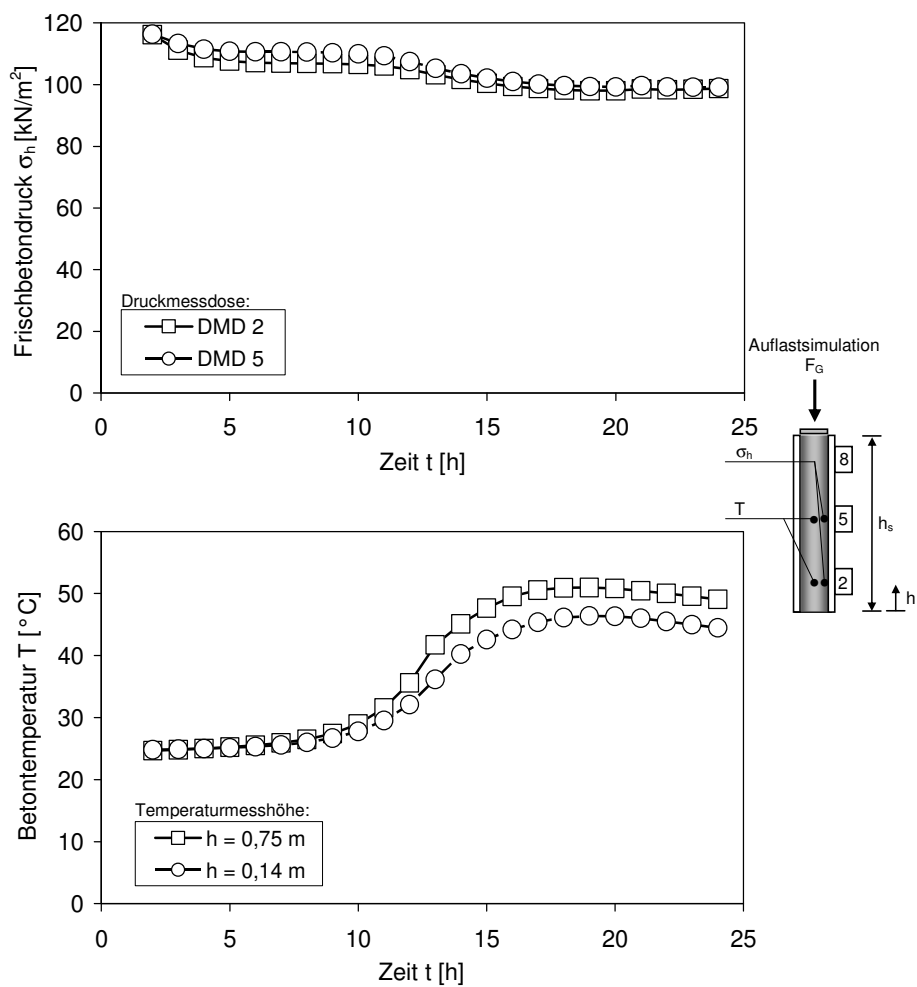 Frischbetondruck σh [kN/m²]
120
100
80
60
40
20
0
Druckmessdose:
DMD 2
DMD 5
0 5 10 15 20 25
Zeit t [h]
Auflastsimulation
FG
σh
8
T
5
hs
2
h
Betontemperatur T [°C]
60
50
40
30
20
10
0
Temperaturmesshöhe:
h = 0,75 m
h = 0,14 m
0 5 10 15 20 25
Zeit t [h]